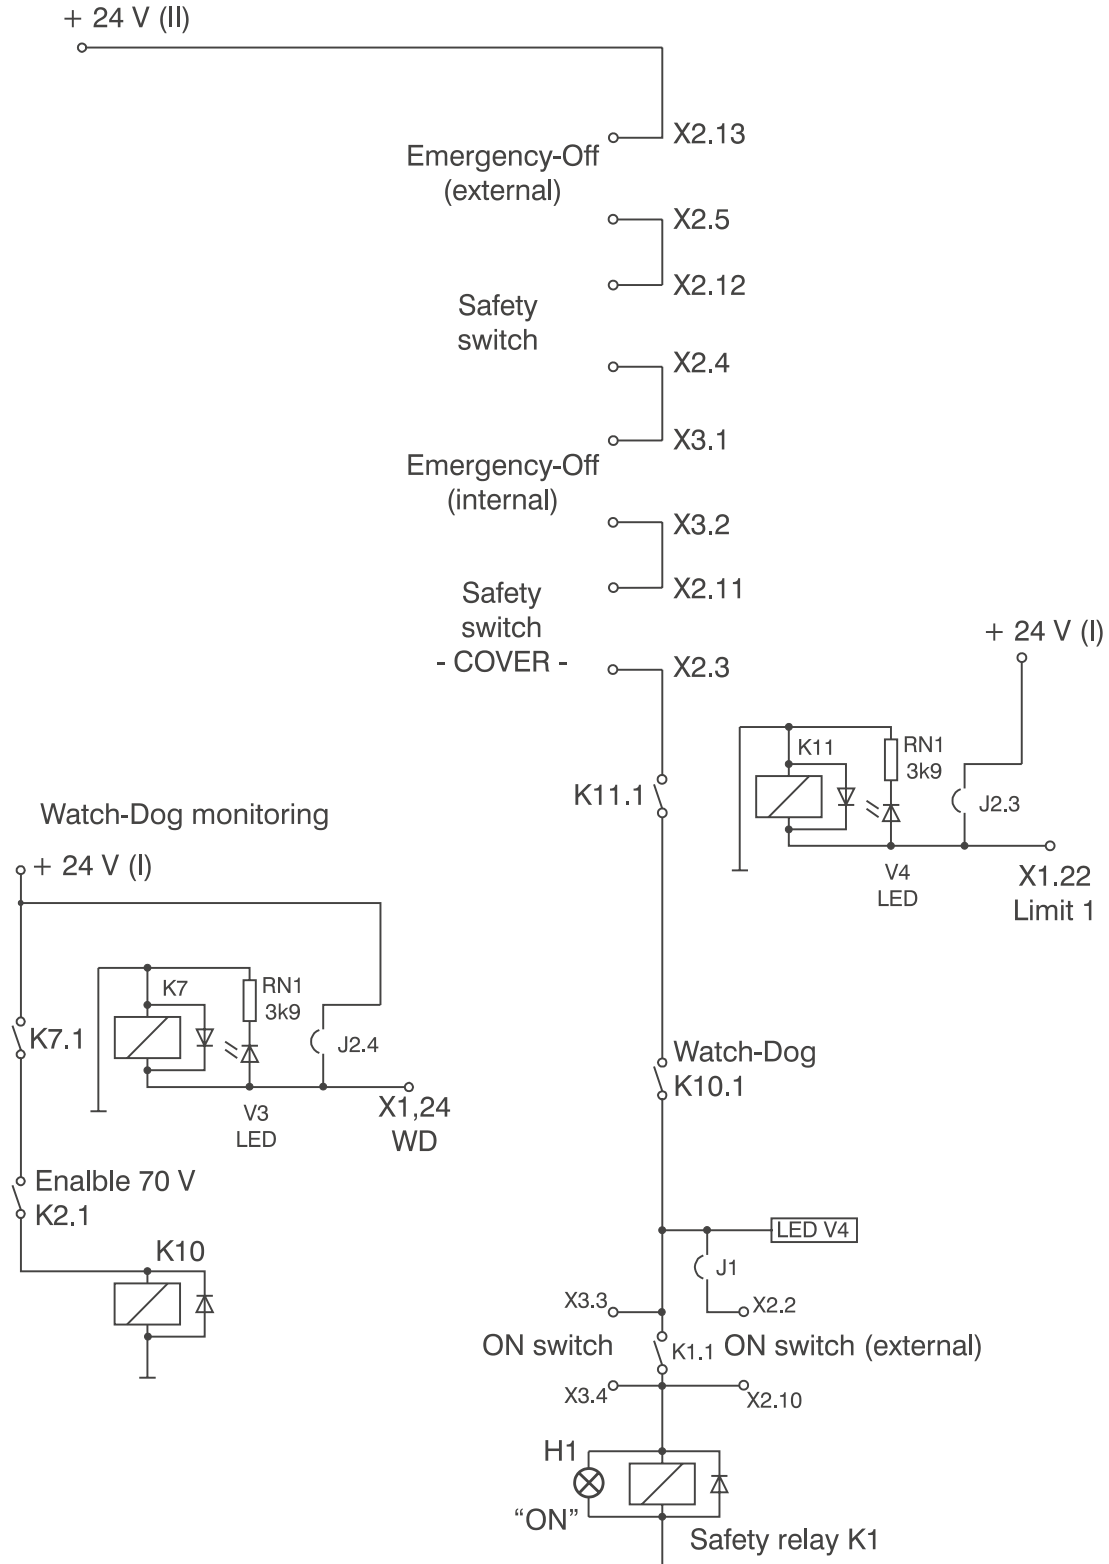 + 24 V (II)
X2.13
Emergency-Off
(external)
X2.5
X2.12
Safety
switch
X2.4
X3.1
Emergency-Off
(internal)
X3.2
X2.11
Safety
switch
- COVER -
X2.3
+ 24 V (I)
K11
RN1
3k9
J2.3
K11.1
V4
LED
X1.22
Limit 1
Watch-Dog monitoring
+ 24 V (I)
K7
RN1
3k9
K7.1
J2.4
V3
LED
X1,24
WD
Watch-Dog
K10.1
Enalble 70 V
K2.1
K10
LED V4
J1
X3.3
X2.2
ON switch
K1.1
ON switch (external)
X3.4
X2.10
H1
“ON”
Safety relay K1